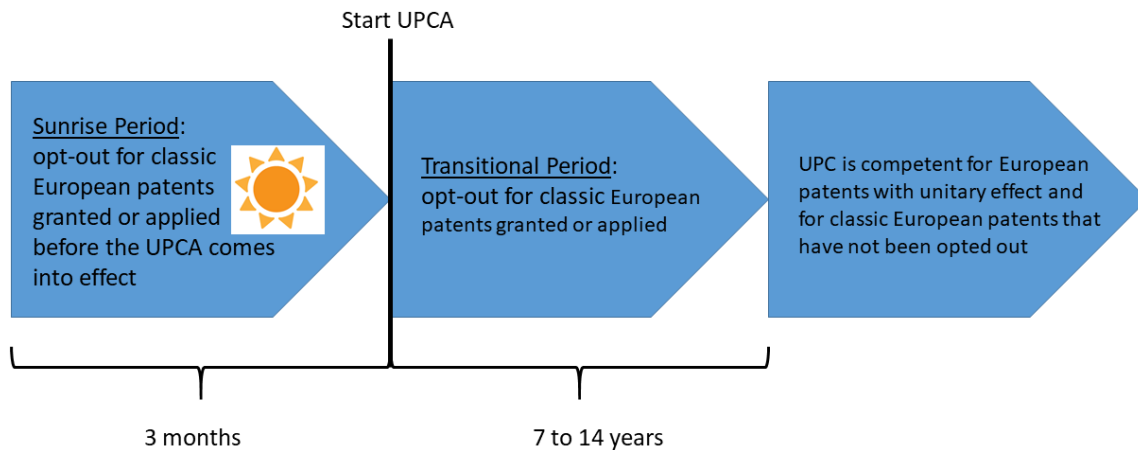 Start UPCA
Sunrise Period:
opt-out for classic
European patents
granted or applied
before the UPCA comes
into effect
Transitional Period:
opt-out for classic European
patents granted or applied
UPC is competent for European
patents with unitary effect and
for classic European patents that
have not been opted out
3 months
7 to 14 years